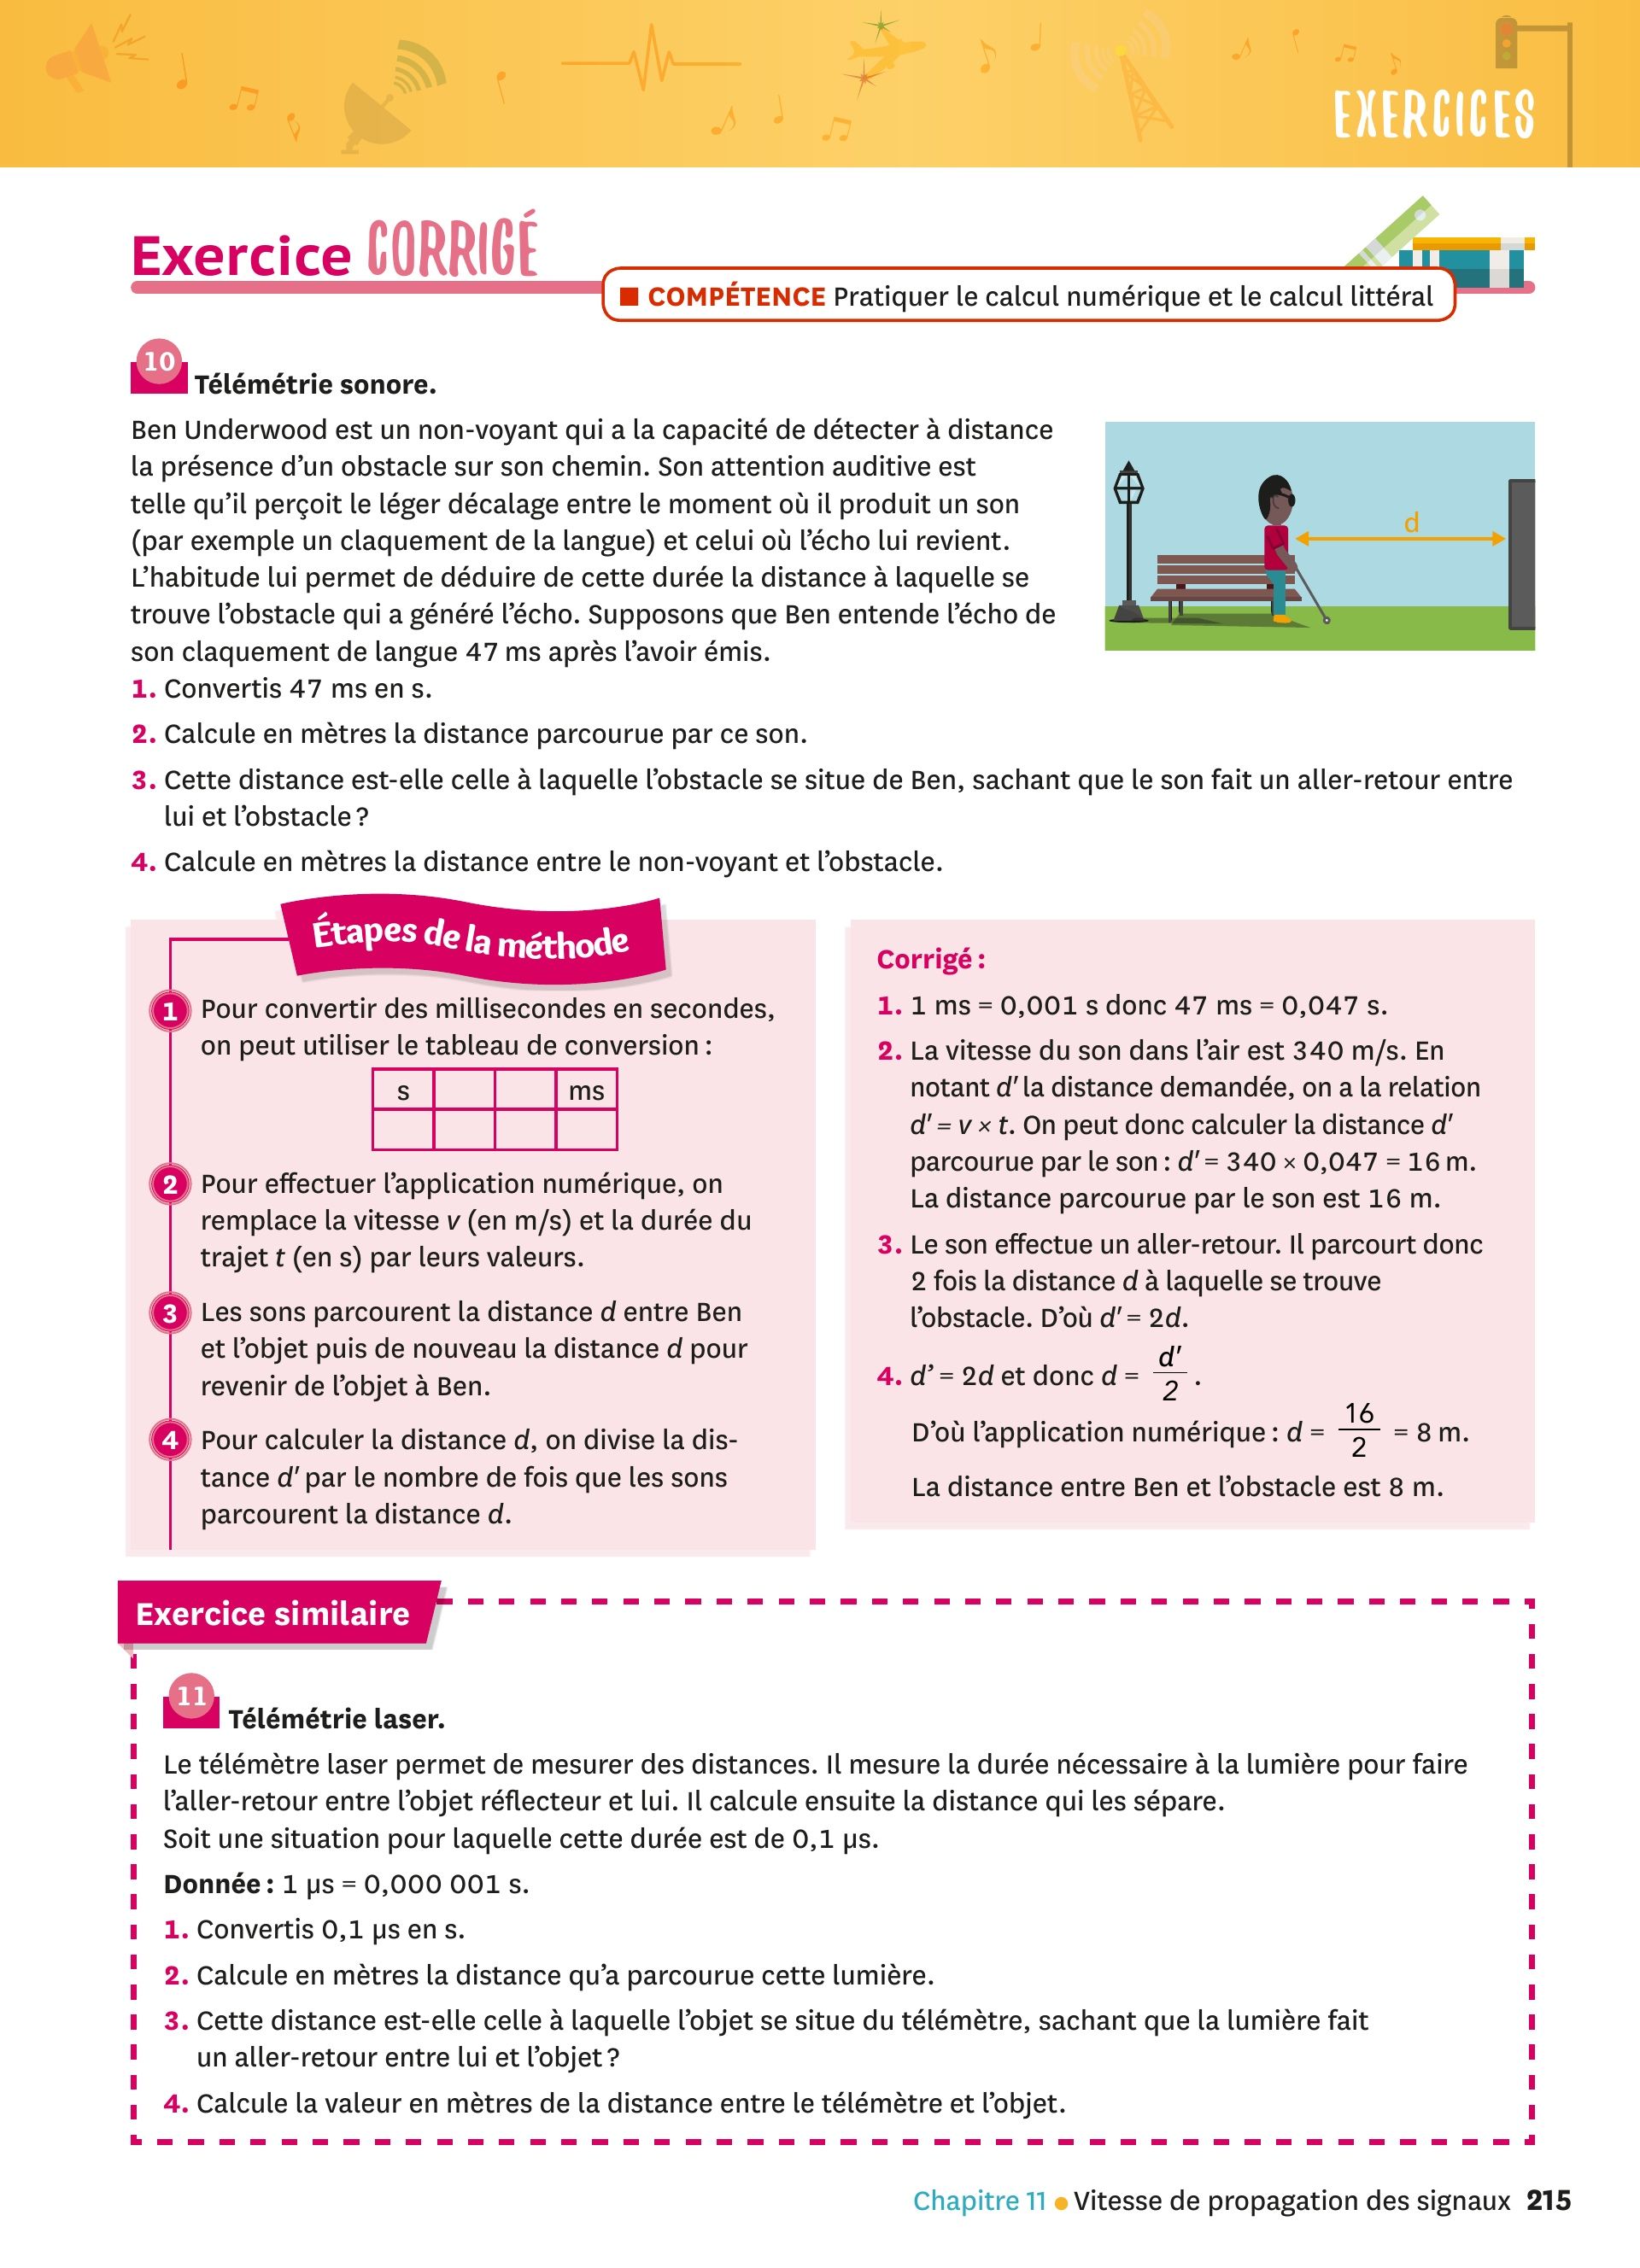 EXERCICES
Exercice CORRIGÉ
■ COMPÉTENCE Pratiquer le calcul numérique et le calcul littéral
10 Télémétrie sonore.
Ben Underwood est un non-voyant qui a la capacité de détecter à distance
la présence d’un obstacle sur son chemin. Son attention auditive est
telle qu’il perçoit le léger décalage entre le moment où il produit un son
(par exemple un claquement de la langue) et celui où l’écho lui revient.
L’habitude lui permet de déduire de cette durée la distance à laquelle se
trouve l’obstacle qui a généré l’écho. Supposons que Ben entende l’écho de
son claquement de langue 47 ms après l’avoir émis.
d
1. Convertis 47 ms en s.
2. Calcule en mètres la distance parcourue par ce son.
3. Cette distance est-elle celle à laquelle l’obstacle se situe de Ben, sachant que le son fait un aller-retour entre
lui et l’obstacle ?
4. Calcule en mètres la distance entre le non-voyant et l’obstacle.
Étapes de la méthode
1 Pour convertir des millisecondes en secondes,
on peut utiliser le tableau de conversion :
s ms
2 Pour effectuer l’application numérique, on
remplace la vitesse v (en m/s) et la durée du
trajet t (en s) par leurs valeurs.
3 Les sons parcourent la distance d entre Ben
et l’objet puis de nouveau la distance d pour
revenir de l’objet à Ben.
4 Pour calculer la distance d, on divise la dis-
tance d′ par le nombre de fois que les sons
parcourent la distance d.
Corrigé :
1. 1 ms = 0,001 s donc 47 ms = 0,047 s.
2. La vitesse du son dans l’air est 340 m/s. En
notant d′ la distance demandée, on a la relation
d′ = v × t. On peut donc calculer la distance d′
parcourue par le son : d′ = 340 × 0,047 = 16 m.
La distance parcourue par le son est 16 m.
3. Le son effectue un aller-retour. Il parcourt donc
2 fois la distance d à laquelle se trouve
l’obstacle. D’où d′ = 2d.
4. d’ = 2d et donc d = d′/2 .
D’où l’application numérique : d = 16/2 = 8 m.
La distance entre Ben et l’obstacle est 8 m.
Exercice similaire
11 Télémétrie laser.
Le télémètre laser permet de mesurer des distances. Il mesure la durée nécessaire à la lumière pour faire
l’aller-retour entre l’objet réflecteur et lui. Il calcule ensuite la distance qui les sépare.
Soit une situation pour laquelle cette durée est de 0,1 µs.
Donnée : 1 µs = 0,000 001 s.
1. Convertis 0,1 µs en s.
2. Calcule en mètres la distance qu’a parcourue cette lumière.
3. Cette distance est-elle celle à laquelle l’objet se situe du télémètre, sachant que la lumière fait
un aller-retour entre lui et l’objet ?
4. Calcule la valeur en mètres de la distance entre le télémètre et l’objet.
Chapitre 11 ● Vitesse de propagation des signaux 215